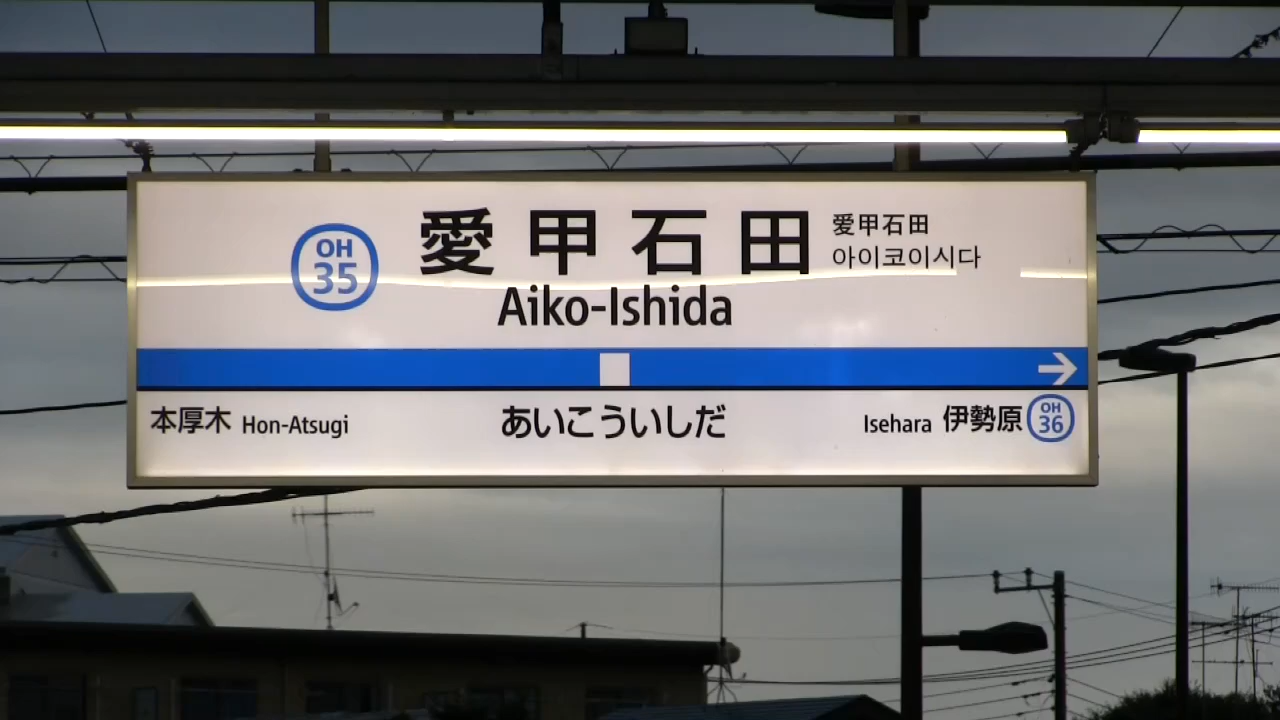 OH
35
愛甲石田
愛甲石田
아이코이시다
Aiko-Ishida
本厚木 Hon-Atsugi
あいこういしだ
Isehara 伊勢原
OH
36